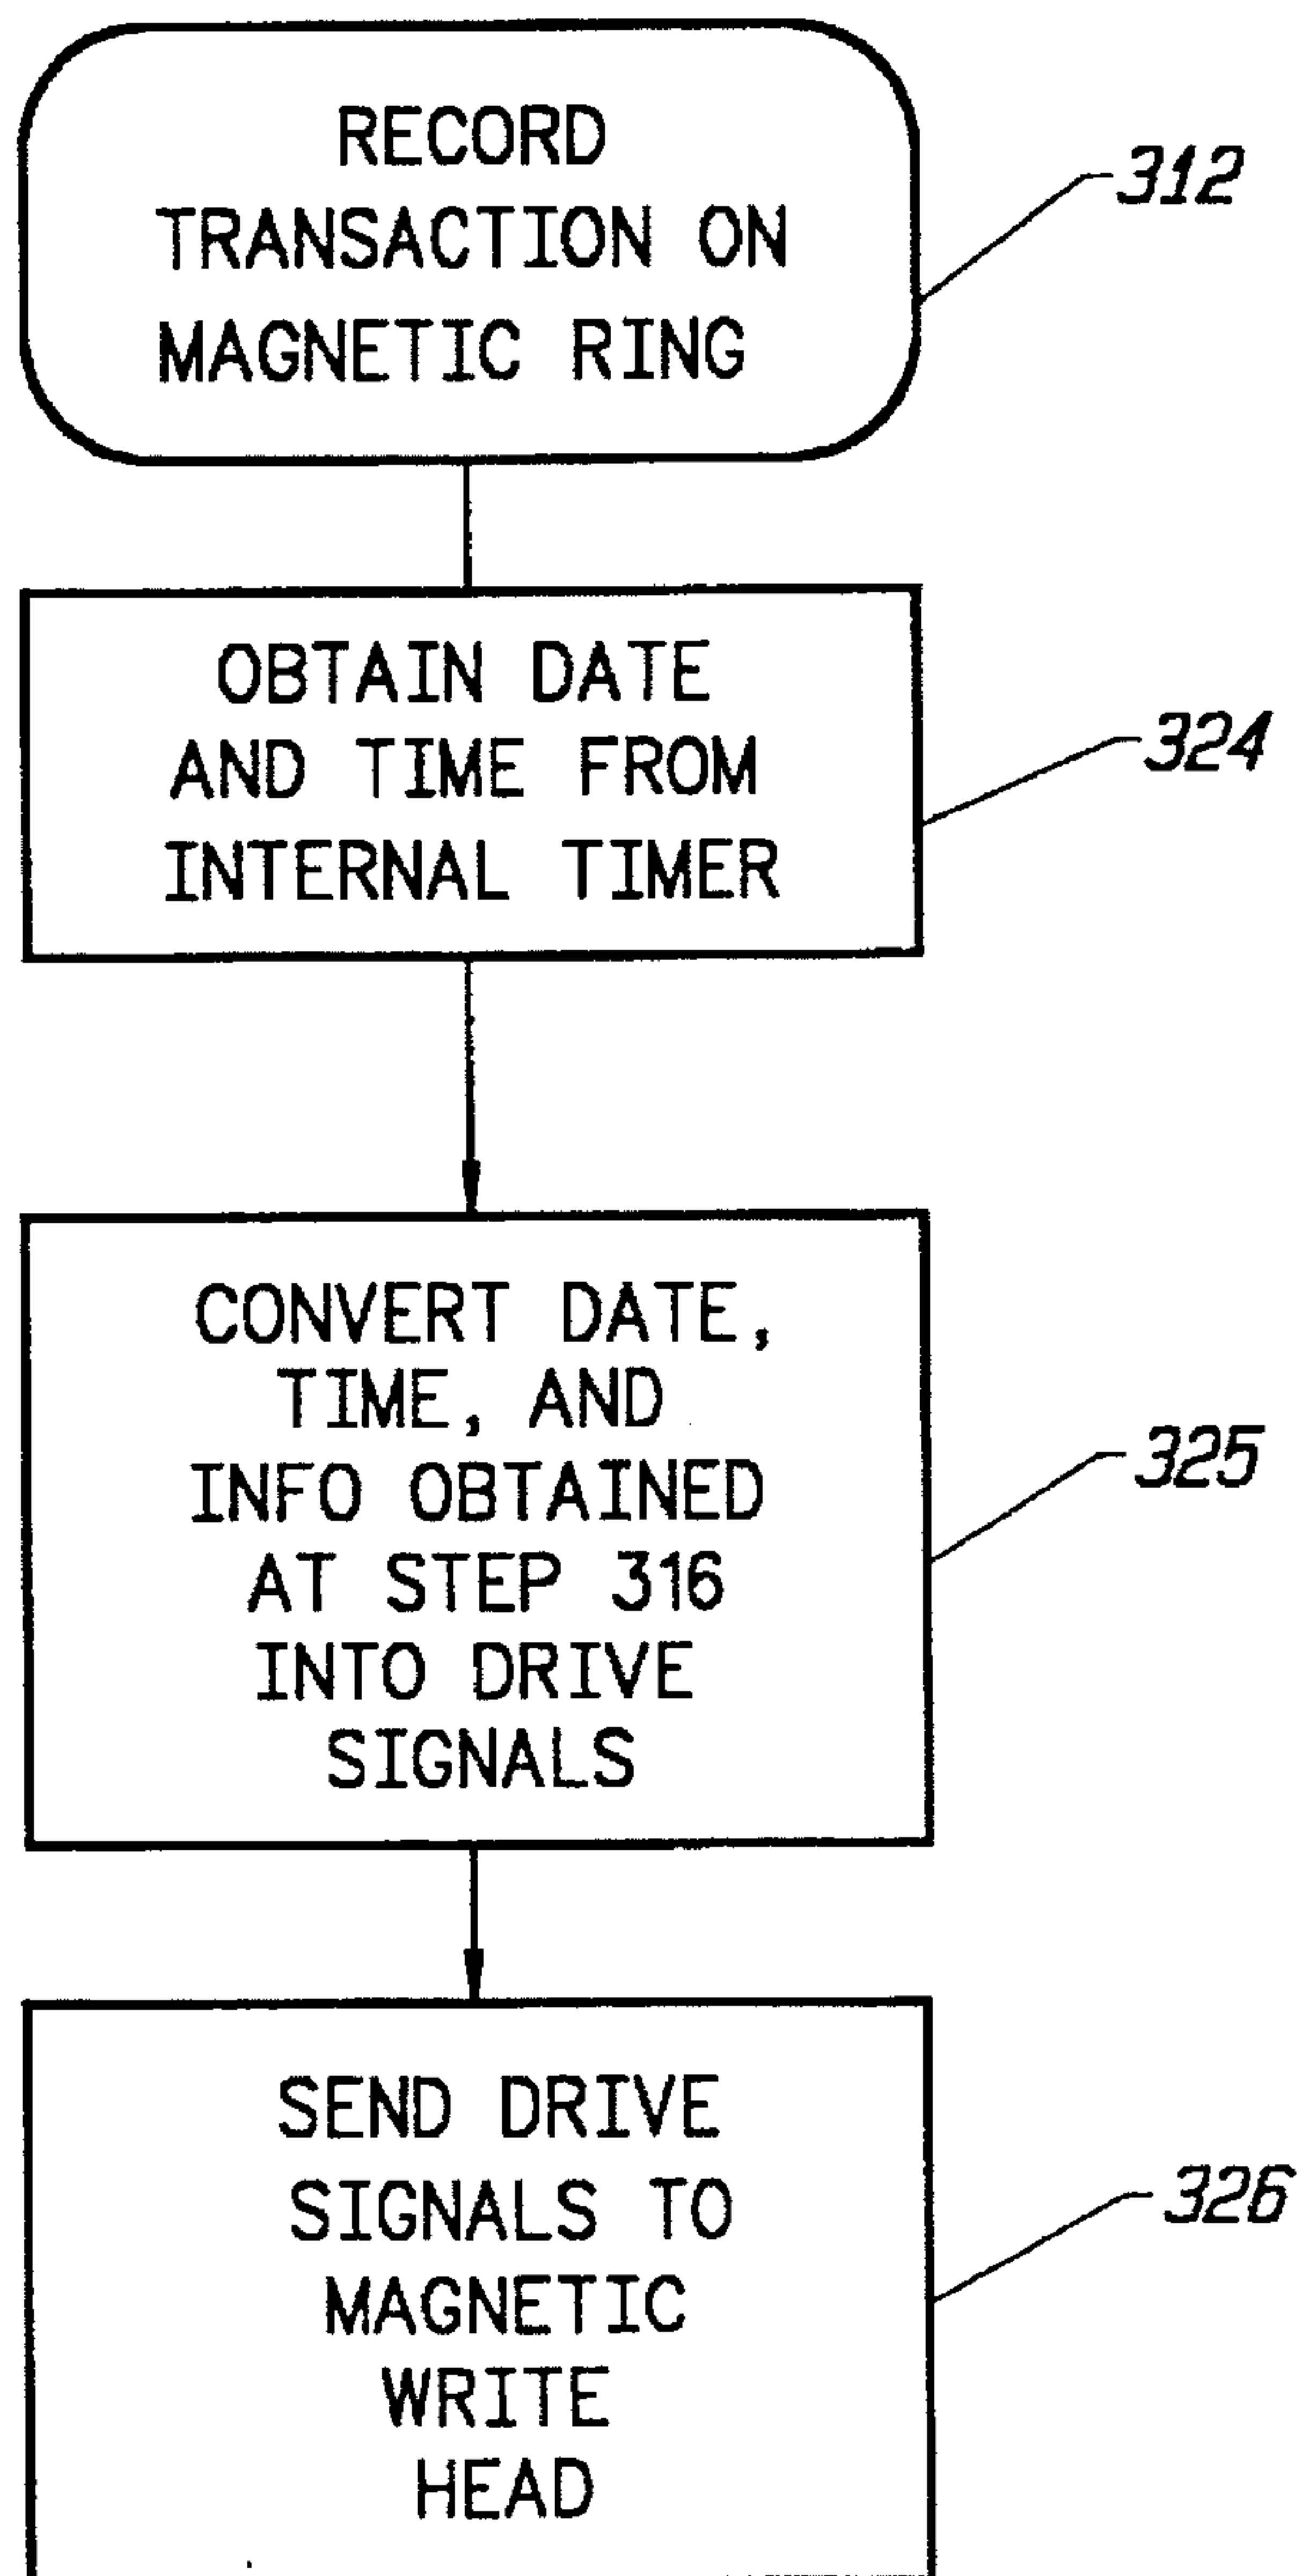 RECORD
TRANSACTION ON
MAGNETIC RING
312
OBTAIN DATE
AND TIME FROM
INTERNAL TIMER
324
CONVERT DATE,
TIME, AND
INFO OBTAINED
AT STEP 316
INTO DRIVE
SIGNALS
325
SEND DRIVE
SIGNALS TO
MAGNETIC
WRITE
HEAD
326